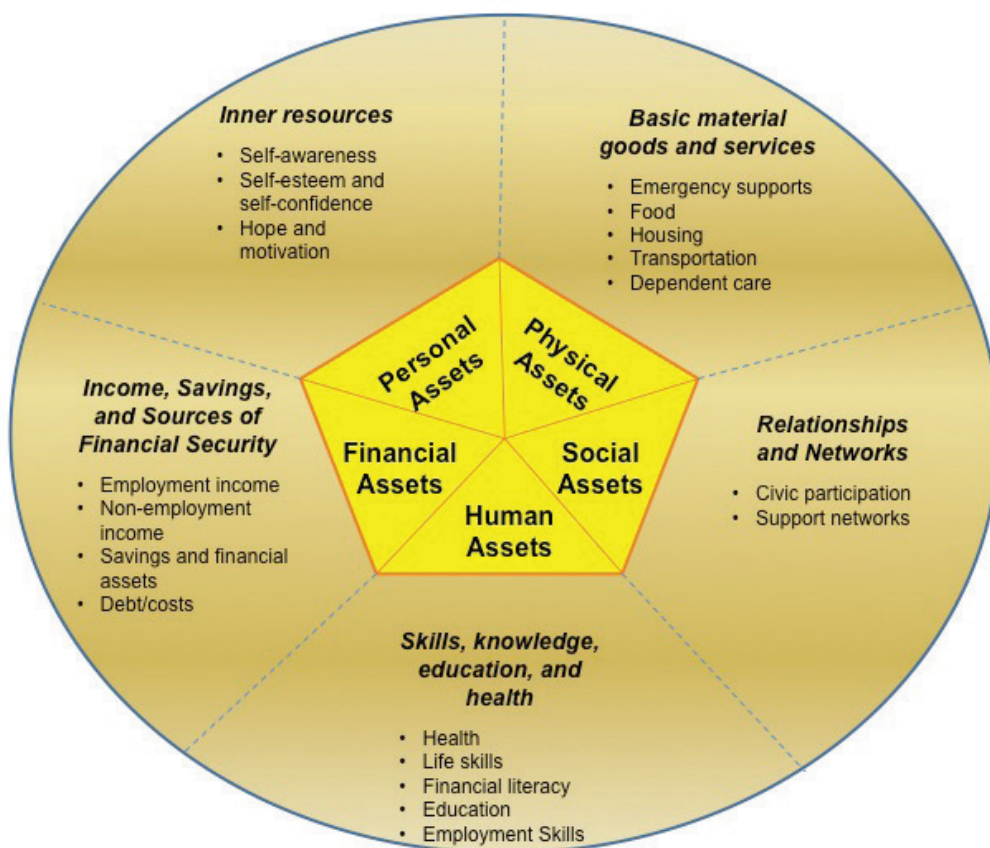 Inner resources
• Self-awareness
• Self-esteem and
self-confidence
• Hope and
motivation
Basic material
goods and services
• Emergency supports
• Food
• Housing
• Transportation
• Dependent care
Personal
Assets
Physical
Assets
Income, Savings,
and Sources of
Financial Security
• Employment income
• Non-employment
income
• Savings and financial
assets
• Debt/costs
Financial
Assets
Social
Assets
Human
Assets
Relationships
and Networks
• Civic participation
• Support networks
Skills, knowledge,
education, and
health
• Health
• Life skills
• Financial literacy
• Education
• Employment Skills